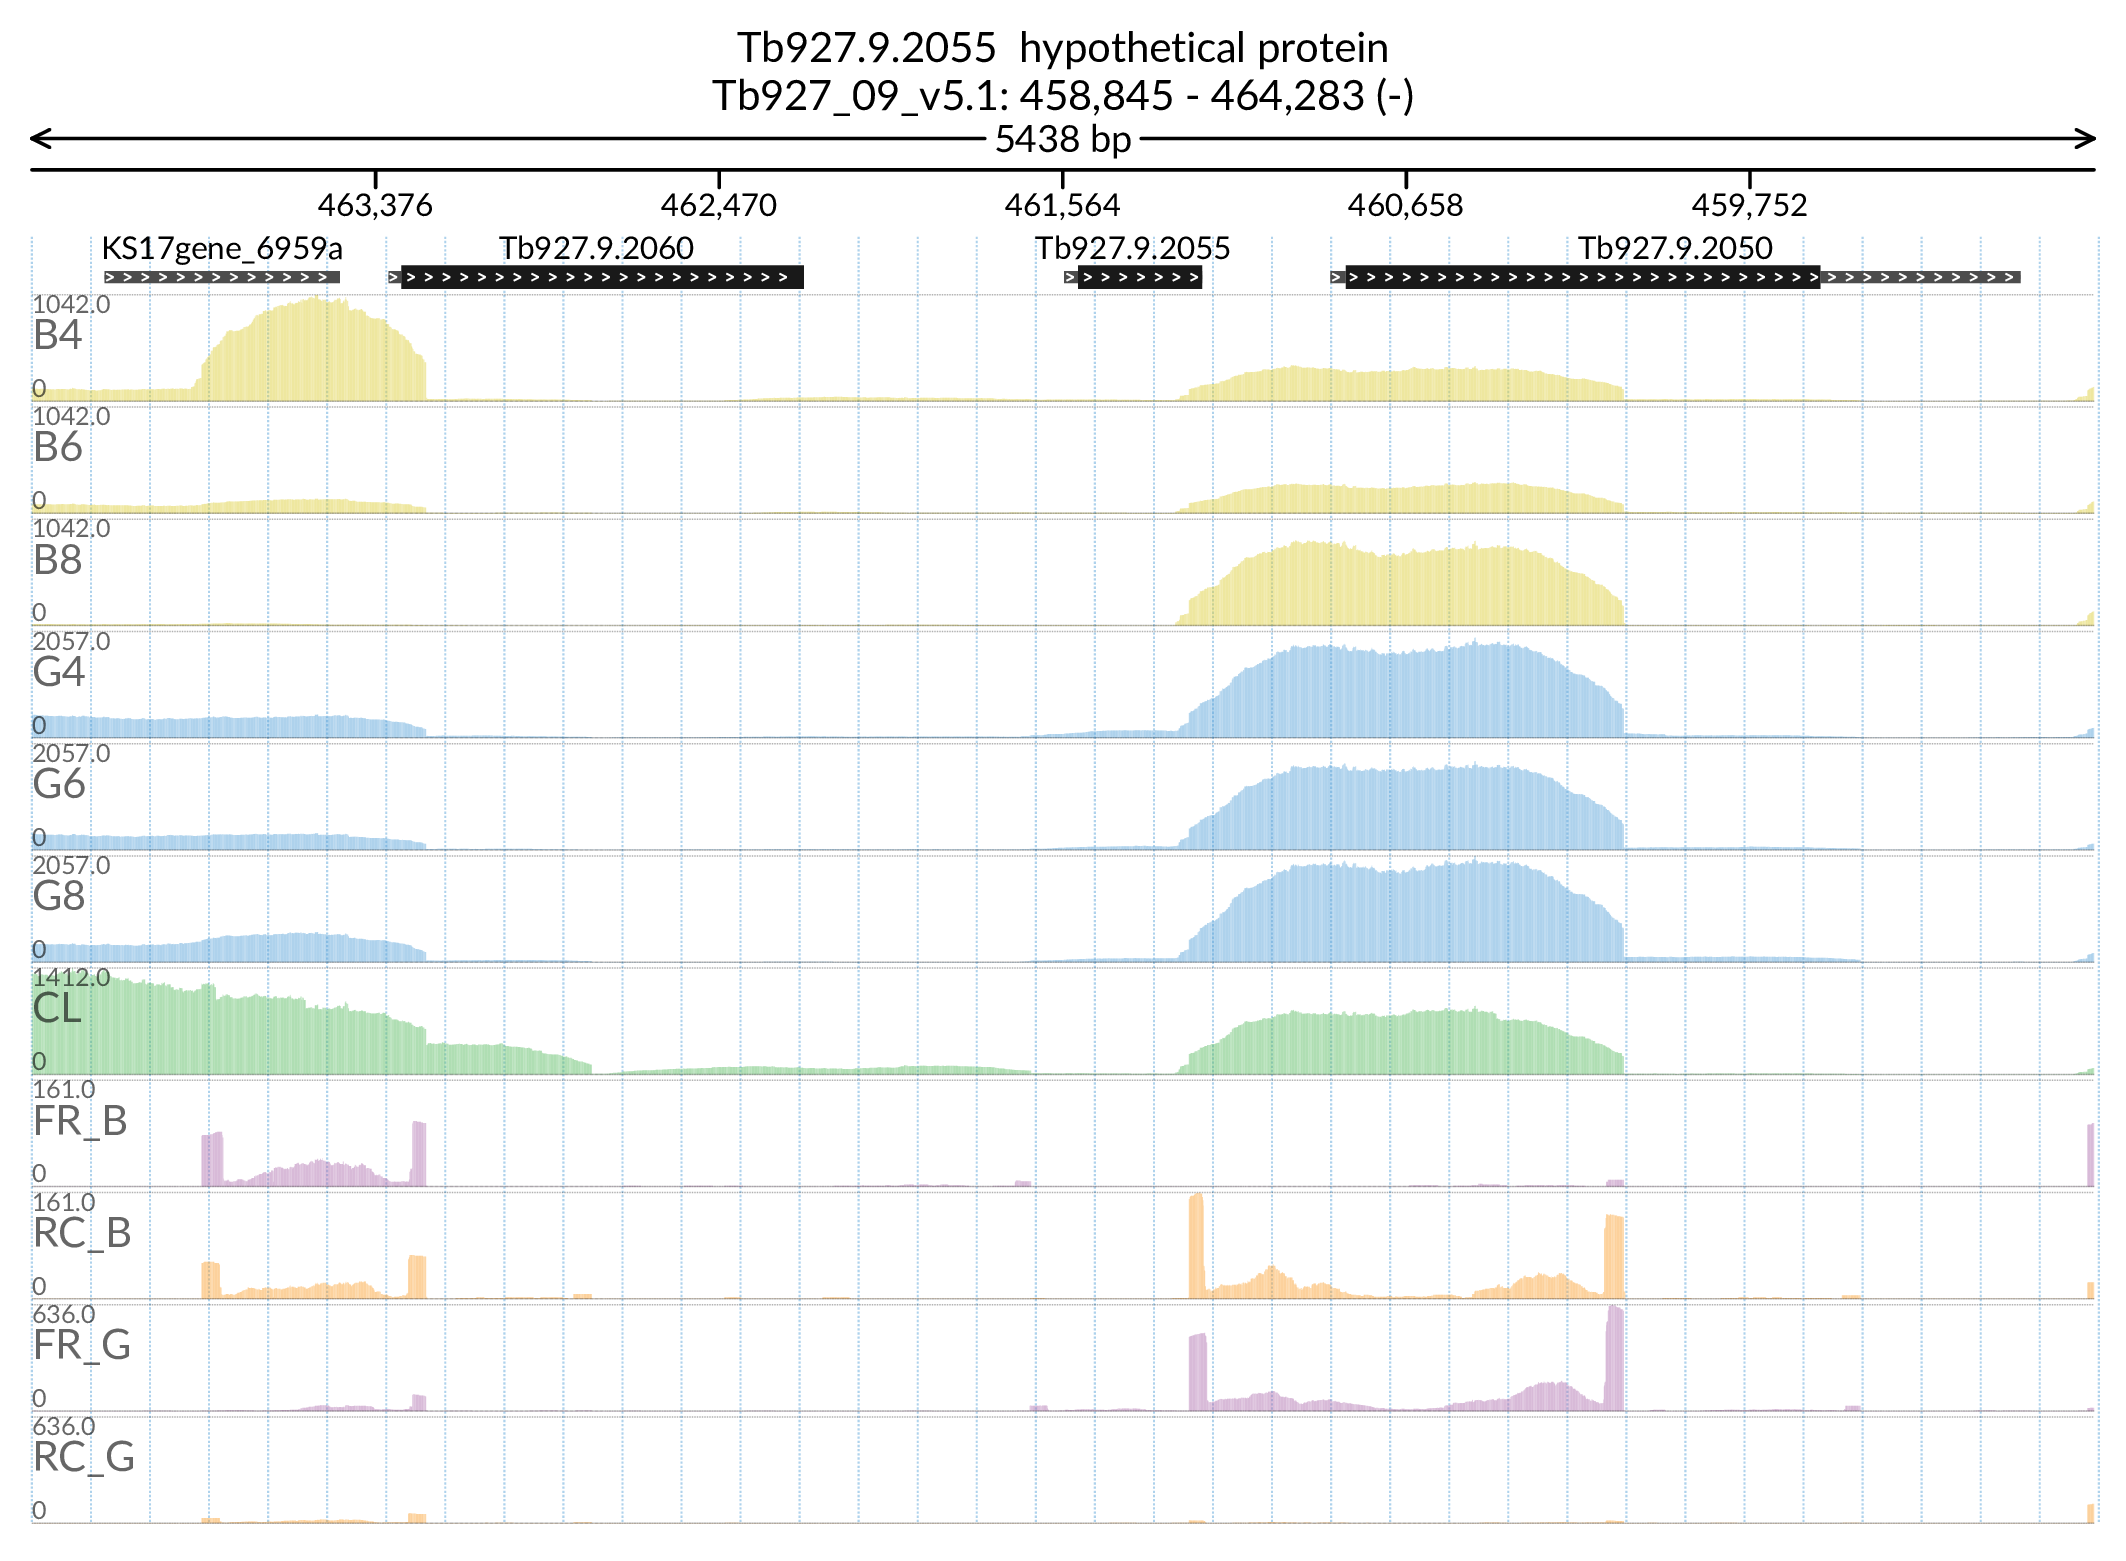 Tb927.9.2055 hypothetical protein
Tb927_09_v5.1: 458,845 - 464,283 (-)
5438 bp
463,376 462,470 461,564 460,658 459,752
KS17gene_6959a Tb927.9.2060 Tb927.9.2055 Tb927.9.2050
1042.0
B4
0
1042.0
B6
0
1042.0
B8
0
2057.0
G4
0
2057.0
G6
0
2057.0
G8
0
1412.0
CL
0
161.0
FR_B
0
161.0
RC_B
0
636.0
FR_G
0
636.0
RC_G
0